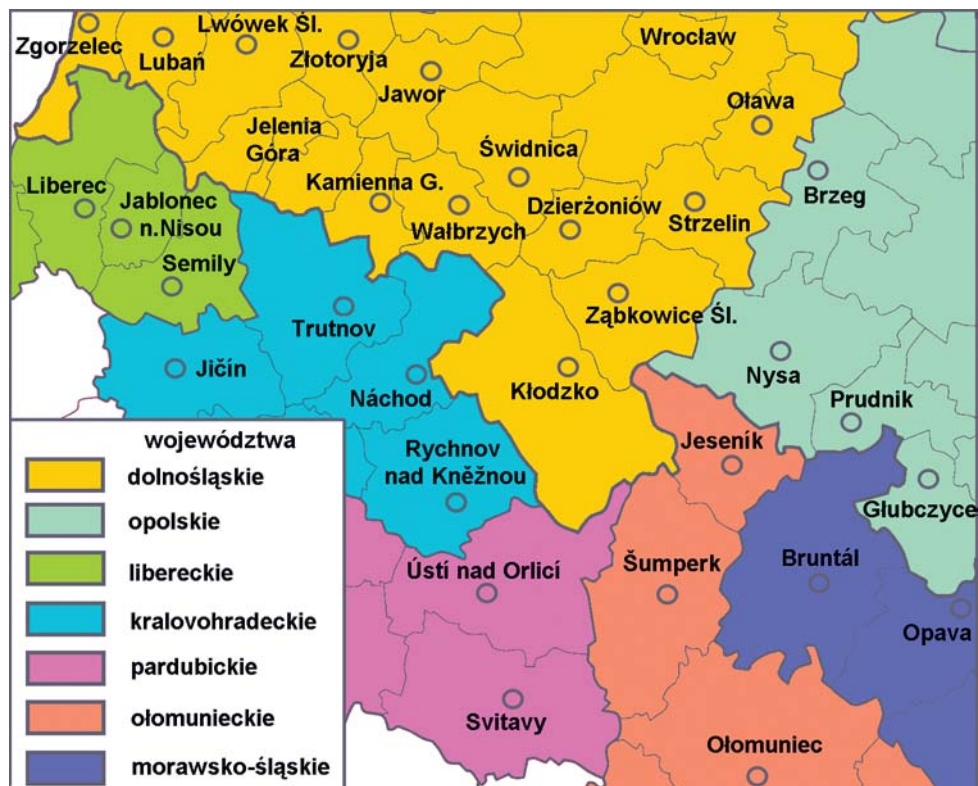 Zgorzelec
Lubań
Lwówek Śl.
Złotoryja
Jawor
Wrocław
Oława
Jelenia
Góra
Świdnica
Kamienna G.
Wałbrzych
Dzierżoniów
Strzelin
Brzeg
Liberec
Jablonec
n.Nisou
Semily
Trutnov
Ząbkowice Śl.
Jičín
Náchod
Kłodzko
Nysa
Prudnik
Rychnov
nad Kněžnou
Jeseník
Głubczyce
Ústí nad Orlicí
Šumperk
Bruntál
Opava
Svitavy
Ołomuniec
województwa
dolnośląskie
opolskie
libereckie
kralovohradeckie
pardubickie
ołomunieckie
morawsko-śląskie